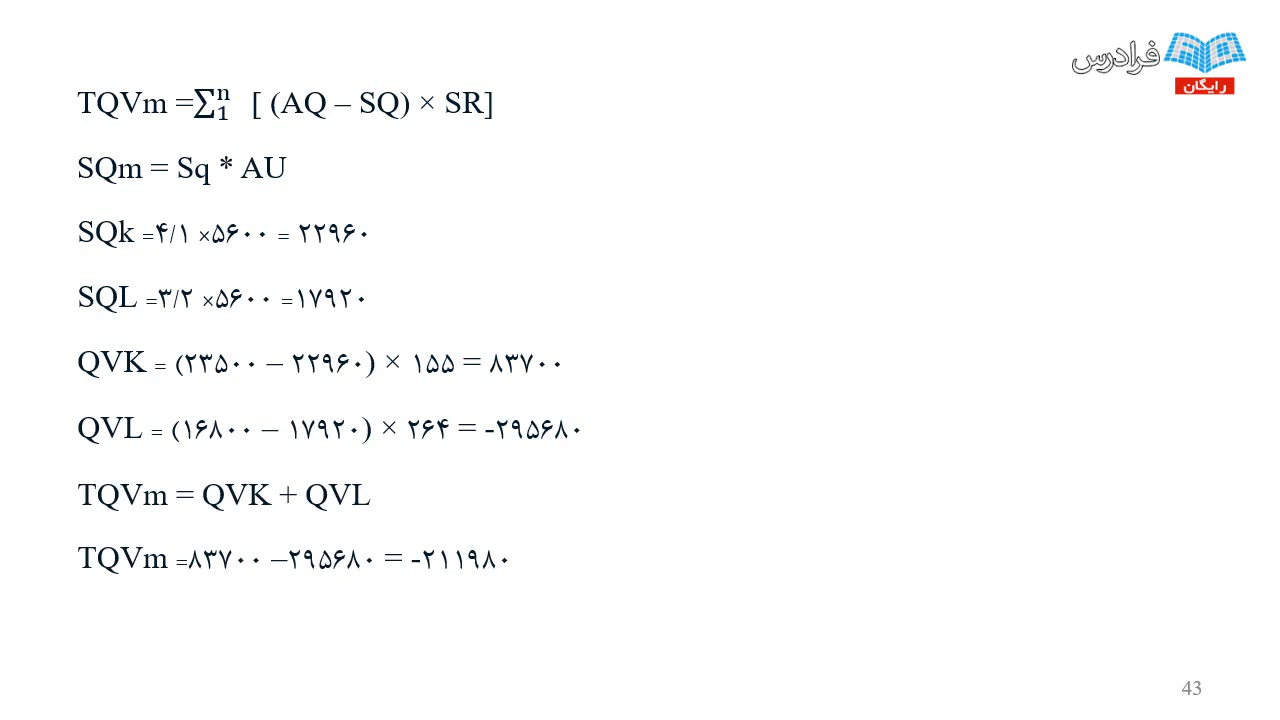 فرادرس
رایگان
TQVm =∑₁ⁿ [ (AQ – SQ) × SR]
SQm = Sq * AU
SQk =۴/۱ ×۵۶۰۰ = ۲۲۹۶۰
SQL =۳/۲ ×۵۶۰۰ =۱۷۹۲۰
QVK = (۲۳۵۰۰ – ۲۲۹۶۰) × ۱۵۵ = ۸۳۷۰۰
QVL = (۱۶۸۰۰ – ۱۷۹۲۰) × ۲۶۴ = -۲۹۵۶۸۰
TQVm = QVK + QVL
TQVm =۸۳۷۰۰ –۲۹۵۶۸۰ = -۲۱۱۹۸۰
43